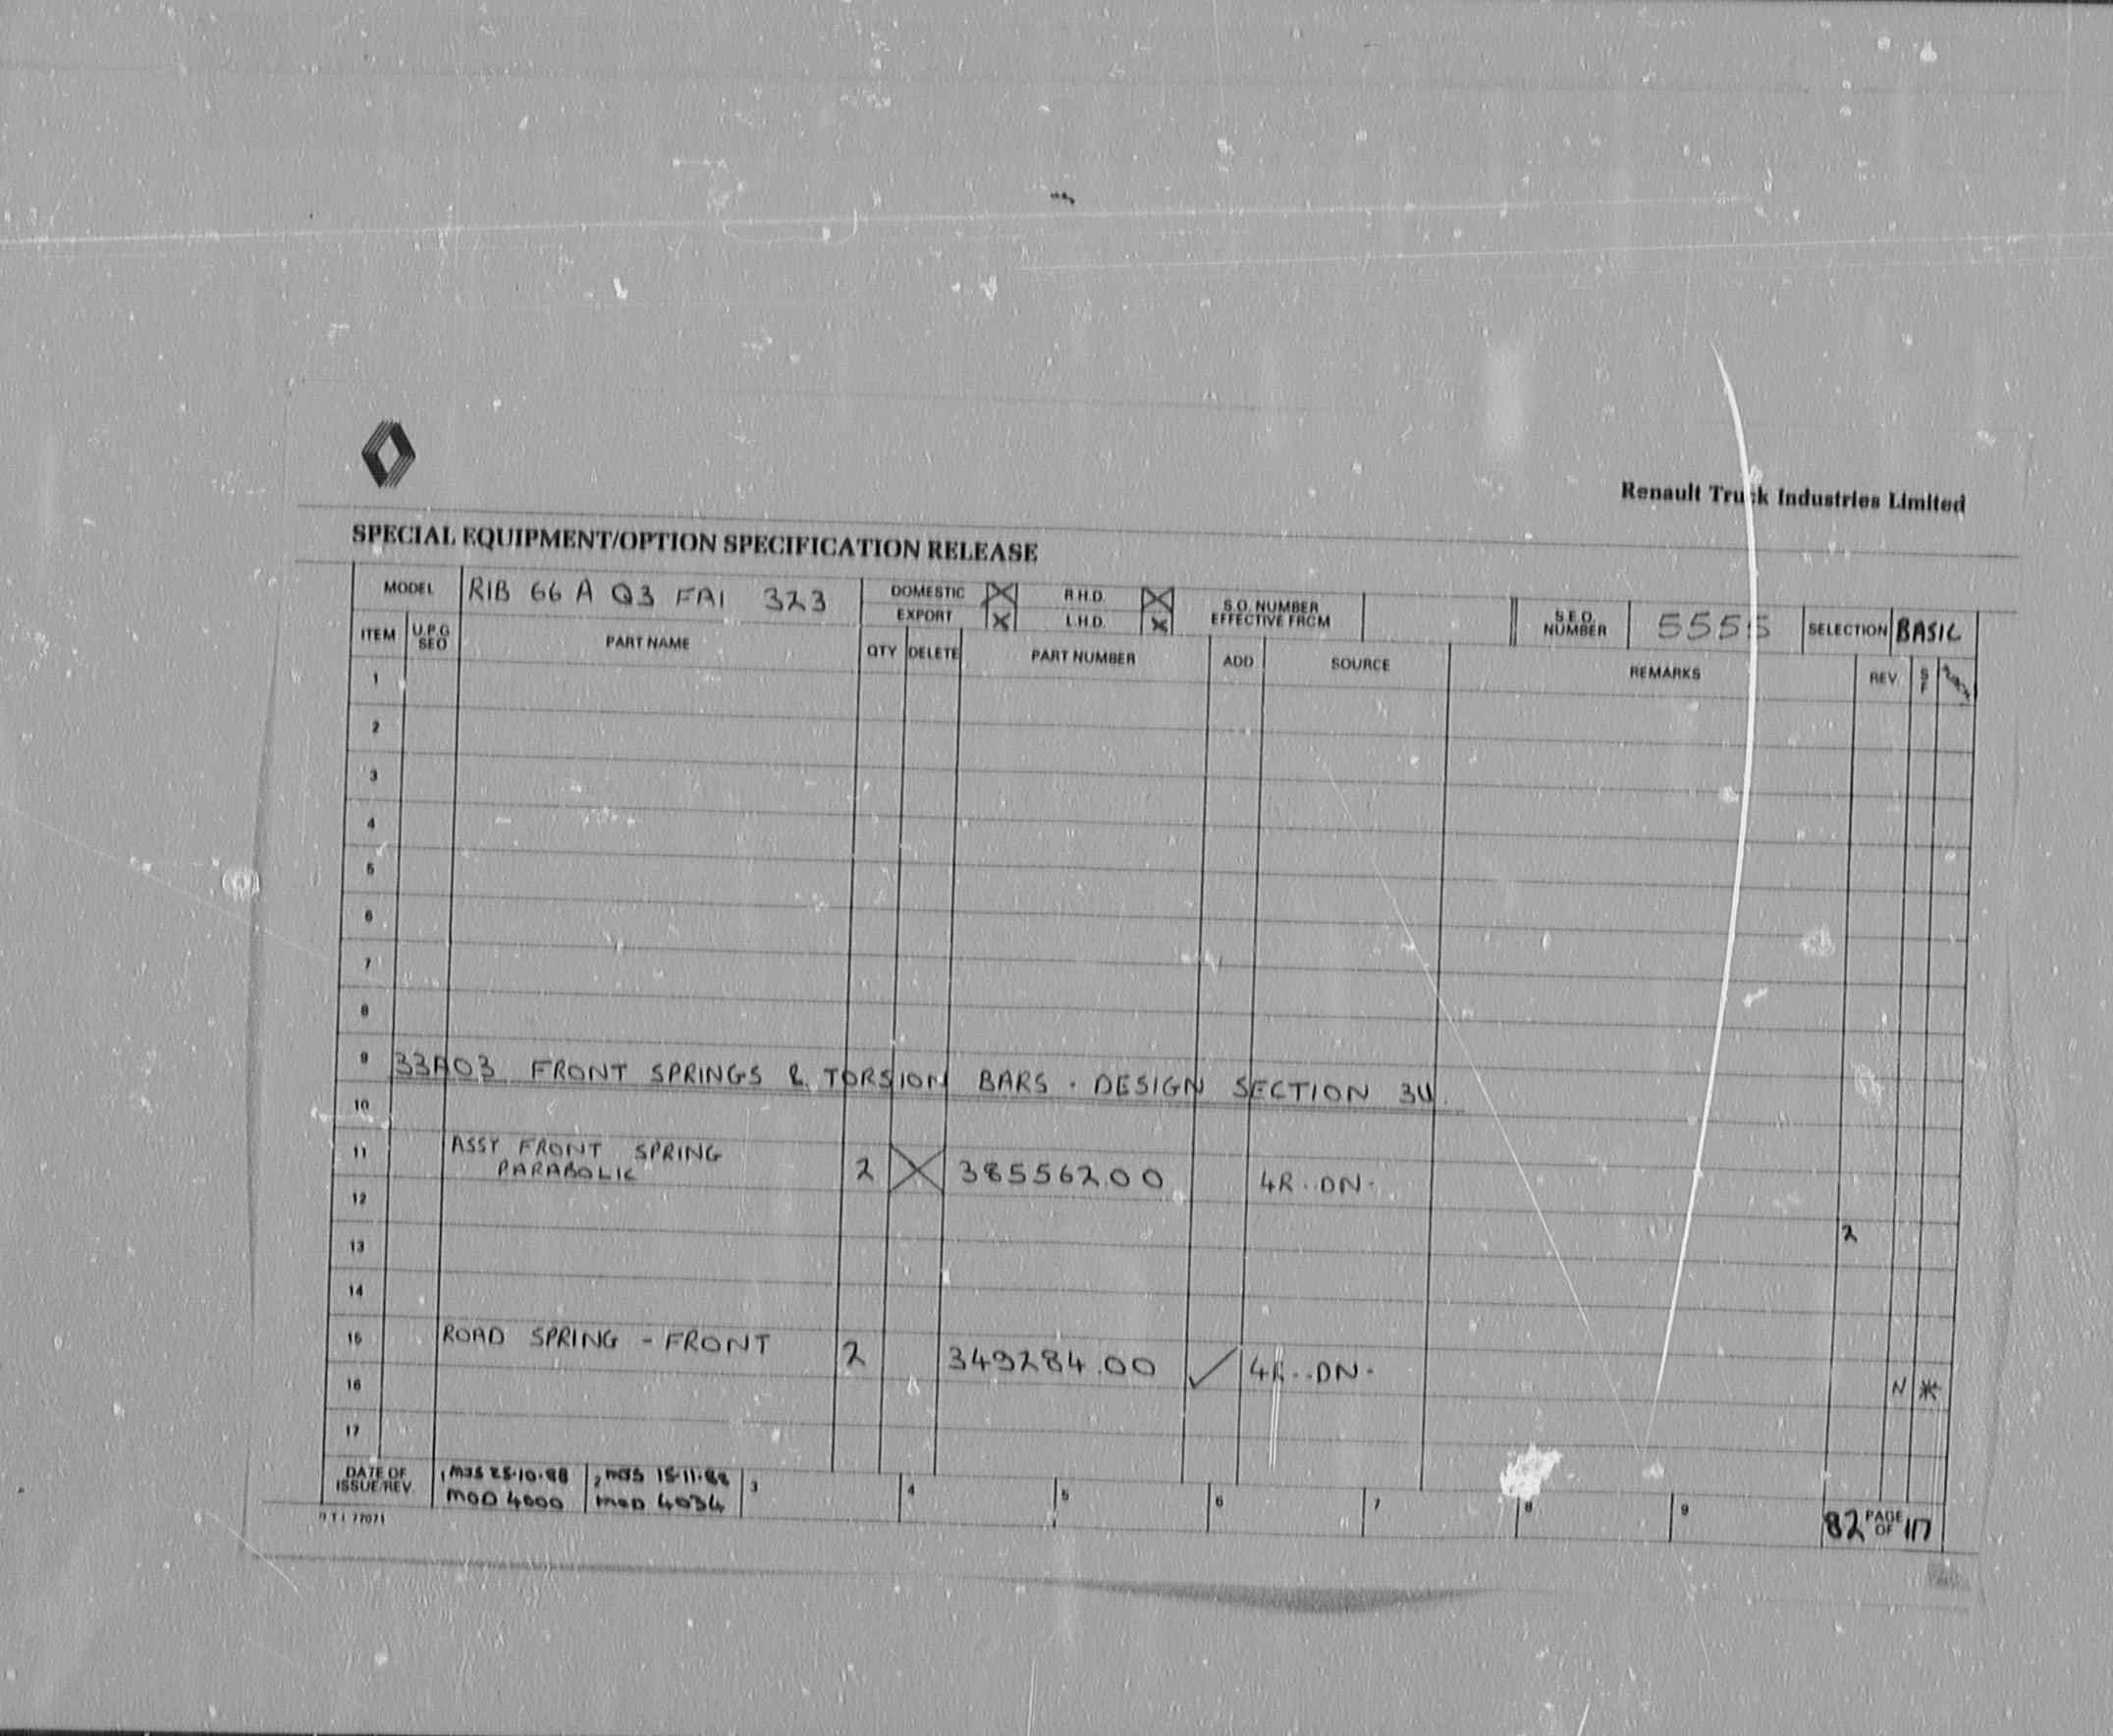 Renault Truck Industries Limited
SPECIAL EQUIPMENT/OPTION SPECIFICATION RELEASE
MODEL RIB 66 A Q3 FAI 323 DOMESTIC R.H.D. S.O. NUMBER S.E.O. 5555 SELECTION BASIC
EXPORT L.H.D. EFFECTIVE FROM NUMBER
ITEM U.P.G SEQ PART NAME QTY DELETE PART NUMBER ADD SOURCE REMARKS REV. S F
1
2
3
4
5
6
7
8
9 33A03 FRONT SPRINGS & TORSION BARS . DESIGN SECTION 3U.
10
11 ASSY FRONT SPRING
PARABOLIC 2 38556200 4R..DN.
12
2
13
14
15 ROAD SPRING - FRONT 2 349284.00 ✓ 4R..DN.
16 N *
17
DATE OF 1 MJS 25.10.88 2 MJS 15.11.88 3 4 5 6 7 8 9
ISSUE/REV. MOD 4000 MOD 4034 82 PAGE OF 117
R T I 77071